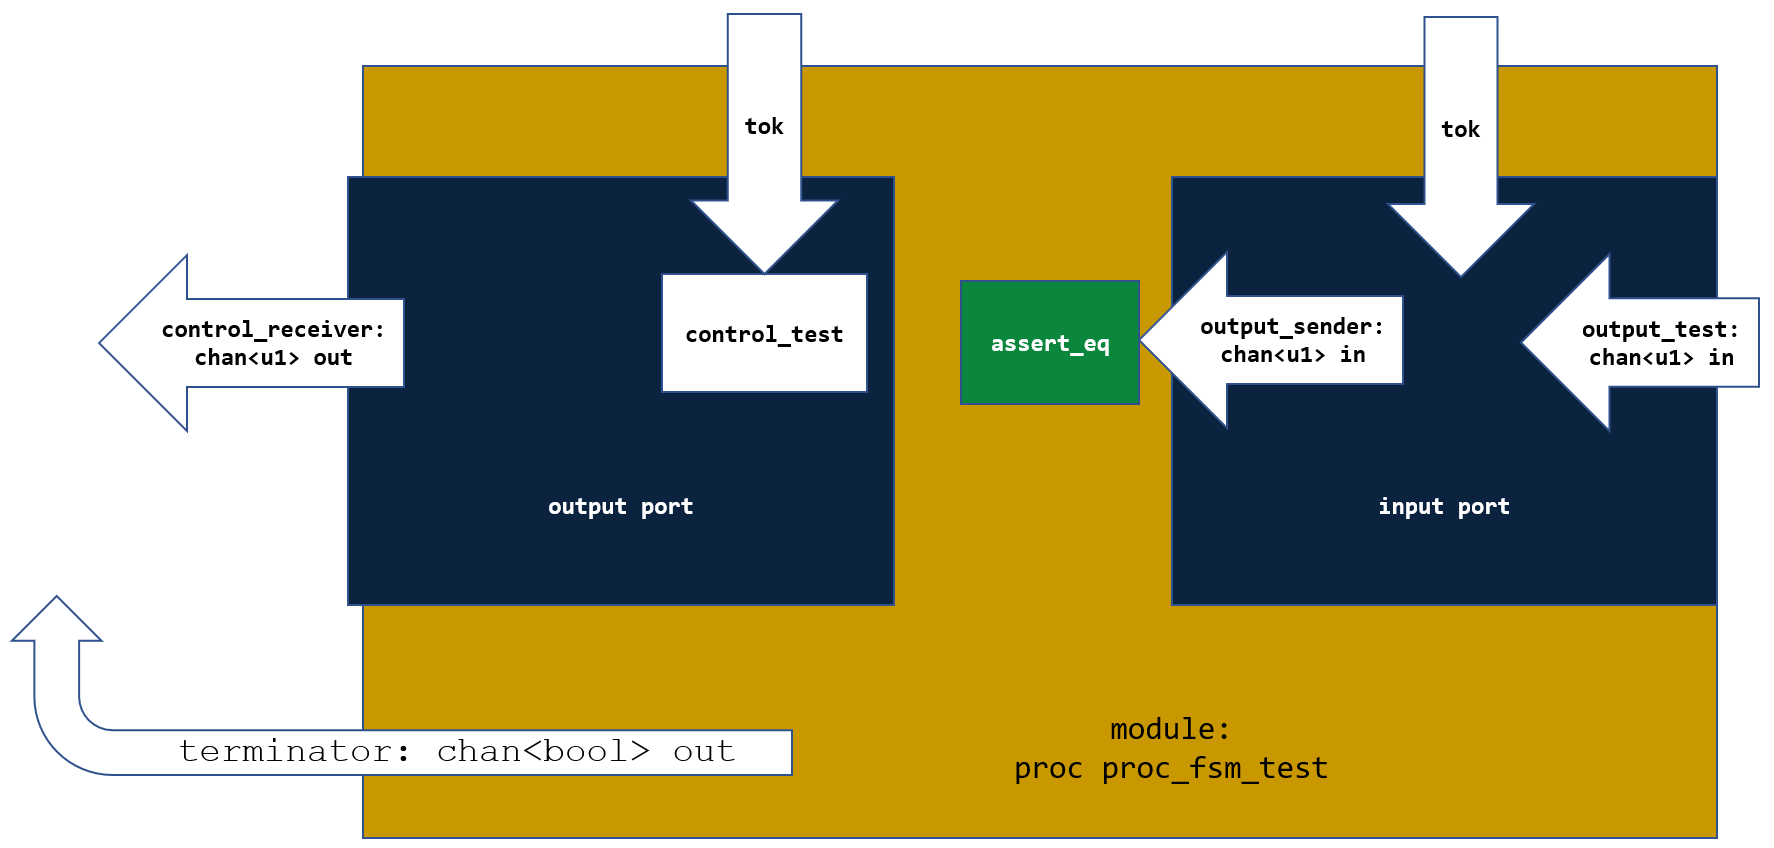 tok
tok
control_receiver:
chan<u1> out
control_test
assert_eq
output_sender:
chan<u1> in
output_test:
chan<u1> in
output port
input port
terminator: chan<bool> out
module:
proc proc_fsm_test